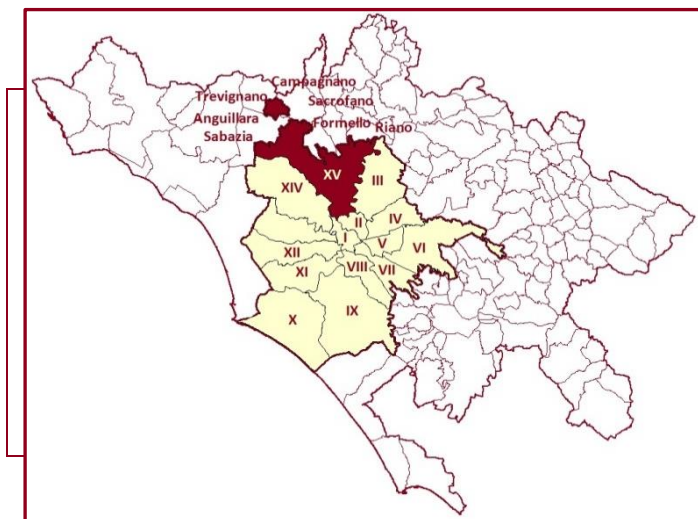 Campagnano
Trevignano
Sacrofano
Anguillara
Formello
Riano
Sabazia
XV
III
XIV
II
IV
I
V
VI
XII
VIII
VII
XI
X
IX